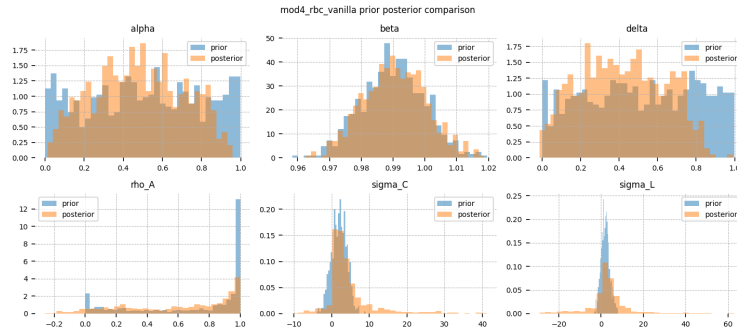 mod4_rbc_vanilla prior posterior comparison
alpha
prior
posterior
1.75
1.50
1.25
1.00
0.75
0.50
0.25
0.00
0.0 0.2 0.4 0.6 0.8 1.0
beta
prior
posterior
50
40
30
20
10
0
0.96 0.97 0.98 0.99 1.00 1.01 1.02
delta
prior
posterior
1.75
1.50
1.25
1.00
0.75
0.50
0.25
0.00
0.0 0.2 0.4 0.6 0.8 1.0
rho_A
prior
posterior
12
10
8
6
4
2
0
−0.2 0.0 0.2 0.4 0.6 0.8 1.0
sigma_C
prior
posterior
0.20
0.15
0.10
0.05
0.00
−10 0 10 20 30 40
sigma_L
prior
posterior
0.25
0.20
0.15
0.10
0.05
0.00
−20 0 20 40 60